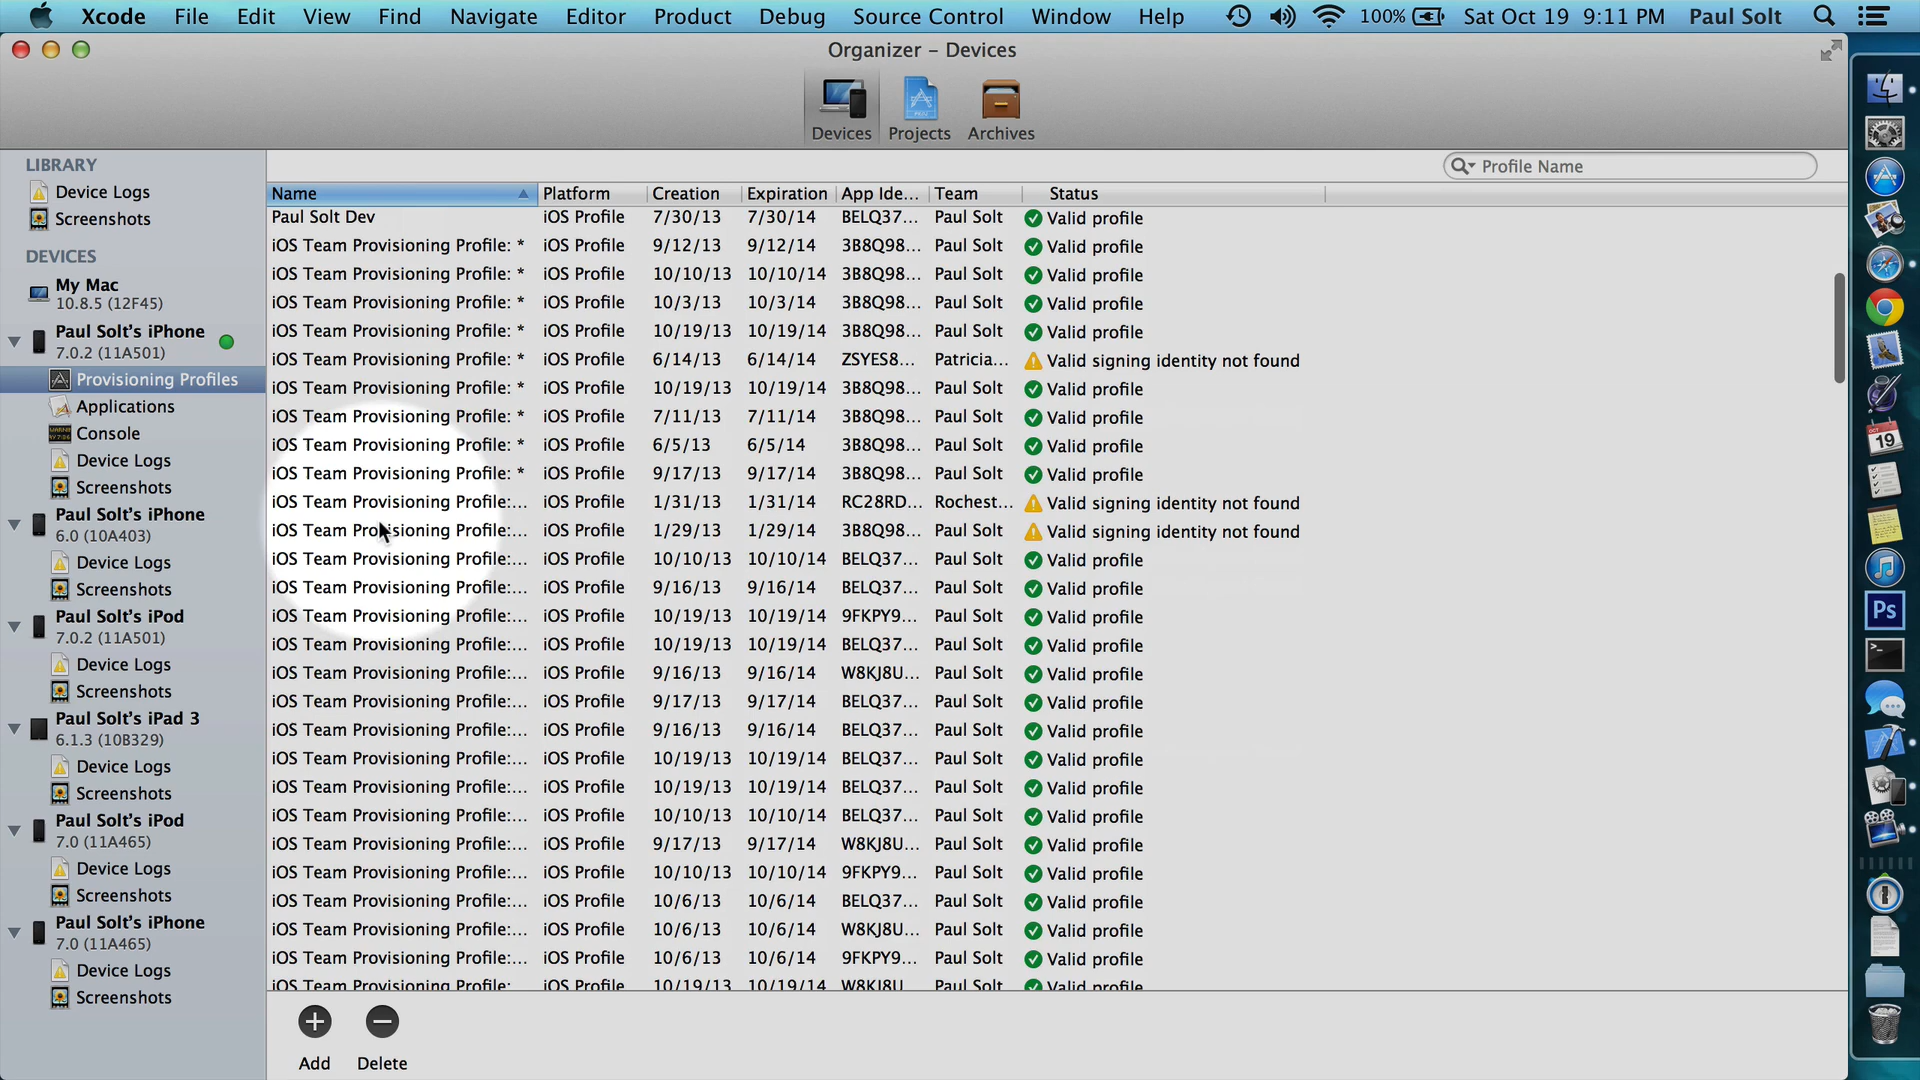 Xcode File Edit View Find Navigate Editor Product Debug Source Control Window Help 100% Sat Oct 19 9:11 PM Paul Solt
Organizer – Devices
Devices Projects Archives
Profile Name
LIBRARY
Device Logs
Screenshots
DEVICES
My Mac
10.8.5 (12F45)
Paul Solt's iPhone
7.0.2 (11A501)
Provisioning Profiles
Applications
Console
Device Logs
Screenshots
Paul Solt's iPhone
6.0 (10A403)
Device Logs
Screenshots
Paul Solt's iPod
7.0.2 (11A501)
Device Logs
Screenshots
Paul Solt's iPad 3
6.1.3 (10B329)
Device Logs
Screenshots
Paul Solt's iPod
7.0 (11A465)
Device Logs
Screenshots
Paul Solt's iPhone
7.0 (11A465)
Device Logs
Screenshots
Name Platform Creation Expiration App Ide... Team Status
Paul Solt Dev iOS Profile 7/30/13 7/30/14 BELQ37... Paul Solt Valid profile
iOS Team Provisioning Profile: * iOS Profile 9/12/13 9/12/14 3B8Q98... Paul Solt Valid profile
iOS Team Provisioning Profile: * iOS Profile 10/10/13 10/10/14 3B8Q98... Paul Solt Valid profile
iOS Team Provisioning Profile: * iOS Profile 10/3/13 10/3/14 3B8Q98... Paul Solt Valid profile
iOS Team Provisioning Profile: * iOS Profile 10/19/13 10/19/14 3B8Q98... Paul Solt Valid profile
iOS Team Provisioning Profile: * iOS Profile 6/14/13 6/14/14 ZSYES8... Patricia... Valid signing identity not found
iOS Team Provisioning Profile: * iOS Profile 10/19/13 10/19/14 3B8Q98... Paul Solt Valid profile
iOS Team Provisioning Profile: * iOS Profile 7/11/13 7/11/14 3B8Q98... Paul Solt Valid profile
iOS Team Provisioning Profile: * iOS Profile 6/5/13 6/5/14 3B8Q98... Paul Solt Valid profile
iOS Team Provisioning Profile: * iOS Profile 9/17/13 9/17/14 3B8Q98... Paul Solt Valid profile
iOS Team Provisioning Profile:... iOS Profile 1/31/13 1/31/14 RC28RD... Rochest... Valid signing identity not found
iOS Team Provisioning Profile:... iOS Profile 1/29/13 1/29/14 3B8Q98... Paul Solt Valid signing identity not found
iOS Team Provisioning Profile:... iOS Profile 10/10/13 10/10/14 BELQ37... Paul Solt Valid profile
iOS Team Provisioning Profile:... iOS Profile 9/16/13 9/16/14 BELQ37... Paul Solt Valid profile
iOS Team Provisioning Profile:... iOS Profile 10/19/13 10/19/14 9FKPY9... Paul Solt Valid profile
iOS Team Provisioning Profile:... iOS Profile 10/19/13 10/19/14 BELQ37... Paul Solt Valid profile
iOS Team Provisioning Profile:... iOS Profile 9/16/13 9/16/14 W8KJ8U... Paul Solt Valid profile
iOS Team Provisioning Profile:... iOS Profile 9/17/13 9/17/14 BELQ37... Paul Solt Valid profile
iOS Team Provisioning Profile:... iOS Profile 9/16/13 9/16/14 BELQ37... Paul Solt Valid profile
iOS Team Provisioning Profile:... iOS Profile 10/19/13 10/19/14 BELQ37... Paul Solt Valid profile
iOS Team Provisioning Profile:... iOS Profile 10/19/13 10/19/14 BELQ37... Paul Solt Valid profile
iOS Team Provisioning Profile:... iOS Profile 10/10/13 10/10/14 BELQ37... Paul Solt Valid profile
iOS Team Provisioning Profile:... iOS Profile 9/17/13 9/17/14 W8KJ8U... Paul Solt Valid profile
iOS Team Provisioning Profile:... iOS Profile 10/10/13 10/10/14 9FKPY9... Paul Solt Valid profile
iOS Team Provisioning Profile:... iOS Profile 10/6/13 10/6/14 BELQ37... Paul Solt Valid profile
iOS Team Provisioning Profile:... iOS Profile 10/6/13 10/6/14 W8KJ8U... Paul Solt Valid profile
iOS Team Provisioning Profile:... iOS Profile 10/6/13 10/6/14 9FKPY9... Paul Solt Valid profile
iOS Team Provisioning Profile: iOS Profile 10/19/13 10/19/14 W8KJ8U Paul Solt Valid profile
Add Delete
OCT
19
Ps